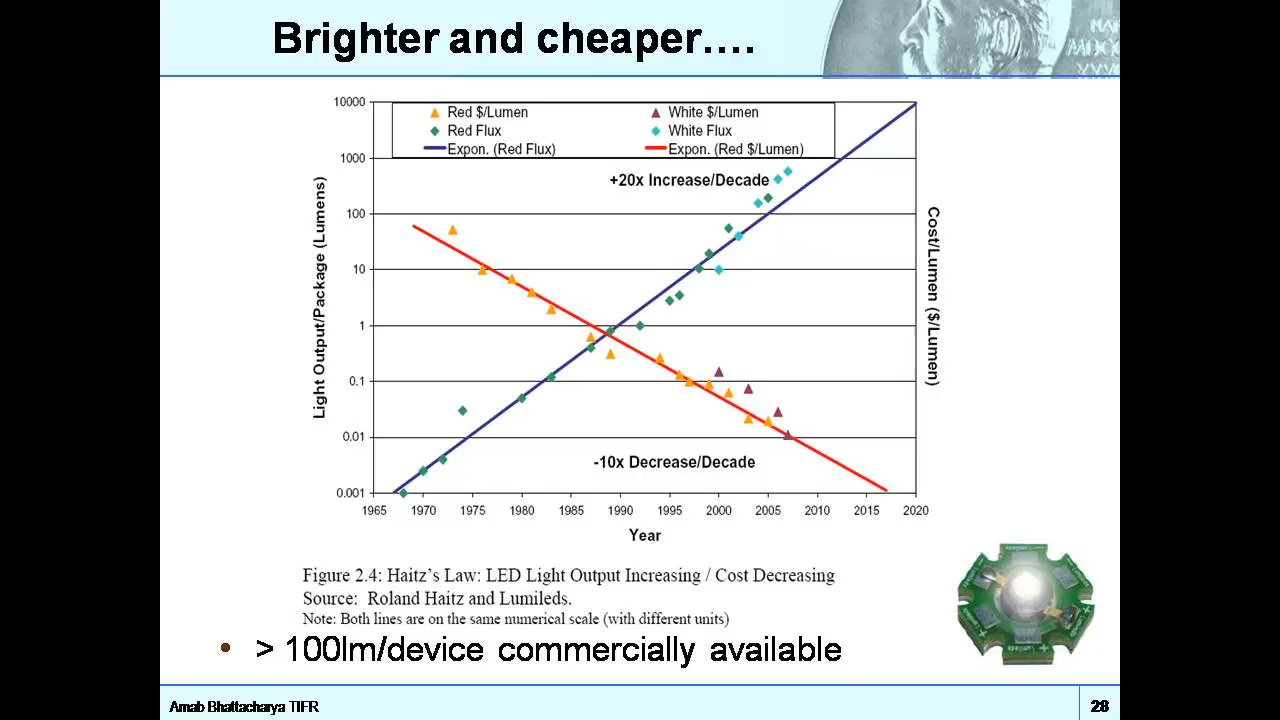 Brighter and cheaper....
10000
1000
100
10
1
0.1
0.01
0.001
Light Output/Package (Lumens)
Red $/Lumen
White $/Lumen
Red Flux
White Flux
Expon. (Red Flux)
Expon. (Red $/Lumen)
+20x Increase/Decade
-10x Decrease/Decade
Cost/Lumen ($/Lumen)
1965 1970 1975 1980 1985 1990 1995 2000 2005 2010 2015 2020
Year
Figure 2.4: Haitz's Law: LED Light Output Increasing / Cost Decreasing
Source: Roland Haitz and Lumileds.
Note: Both lines are on the same numerical scale (with different units)
• > 100lm/device commercially available
Arnab Bhattacharya TIFR
28